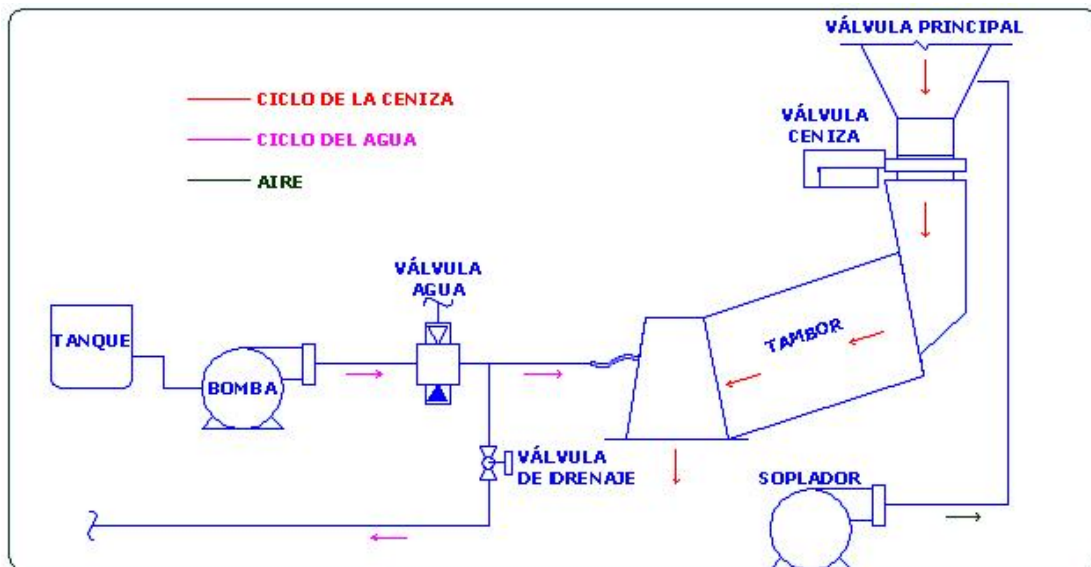 VÁLVULA PRINCIPAL
CICLO DE LA CENIZA
VÁLVULA
CENIZA
CICLO DEL AGUA
AIRE
VÁLVULA
AGUA
TANQUE
TAMBOR
BOMBA
VÁLVULA
DE DRENAJE
SOPLADOR